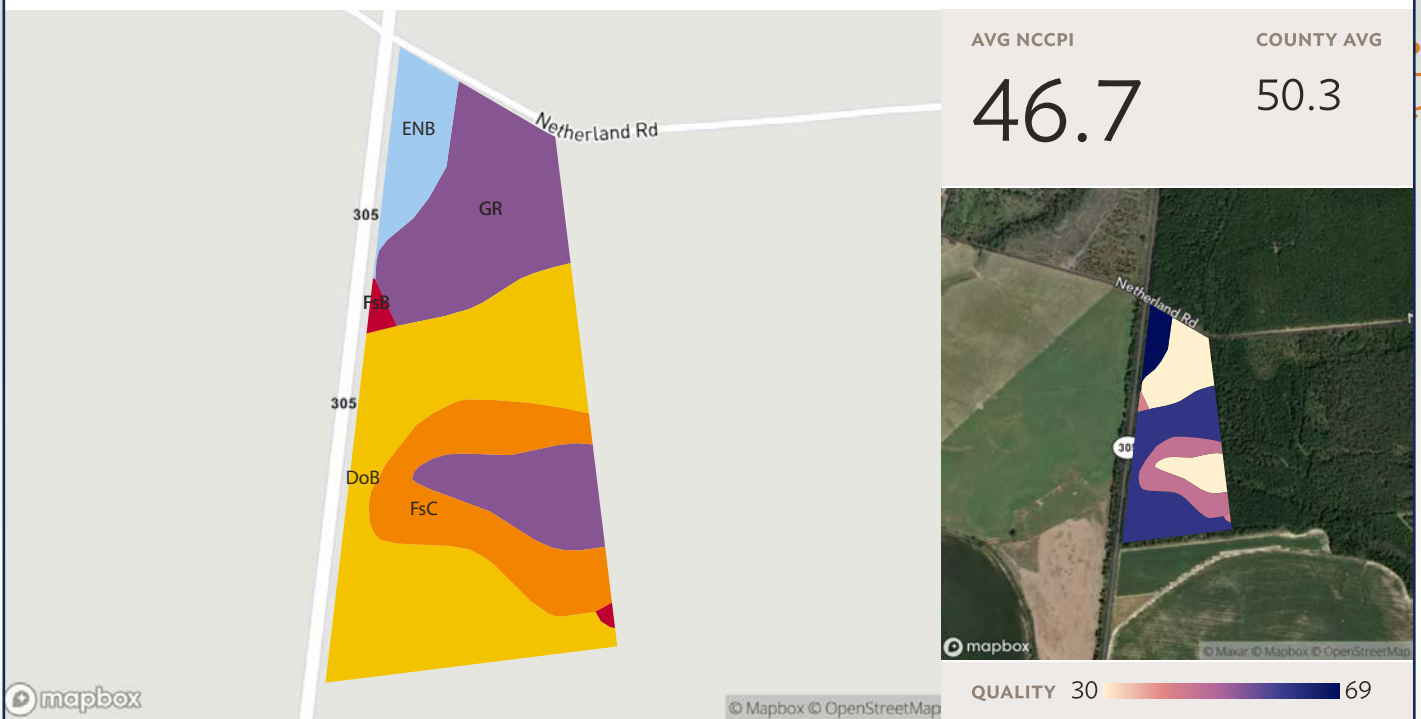 AVG NCCPI
46.7
COUNTY AVG
50.3
ENB
Netherland Rd
GR
305
FsB
305
DoB
FsC
mapbox
© Mapbox © OpenStreetMap
Netherland Rd
mapbox
© Maxar © Mapbox © OpenStreetMap
QUALITY 30 69